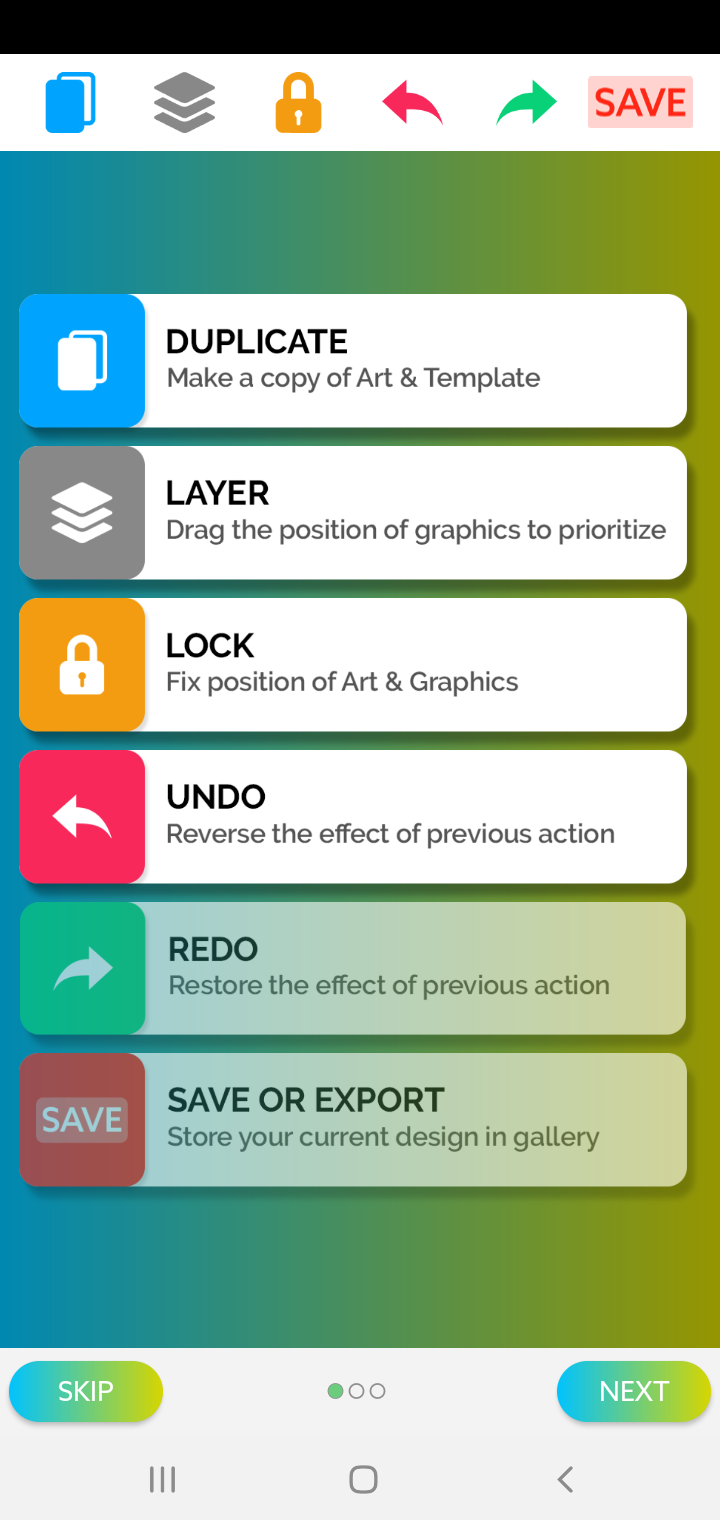 SAVE
DUPLICATE
Make a copy of Art & Template
LAYER
Drag the position of graphics to prioritize
LOCK
Fix position of Art & Graphics
UNDO
Reverse the effect of previous action
REDO
Restore the effect of previous action
SAVE
SAVE OR EXPORT
Store your current design in gallery
SKIP
NEXT